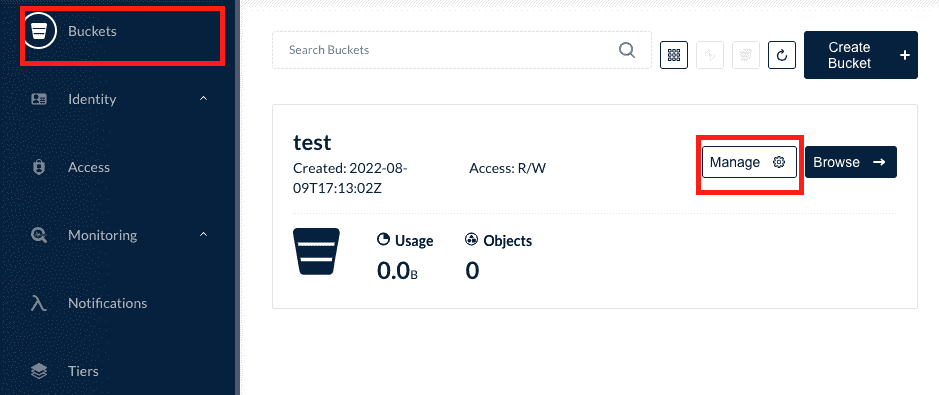 Buckets
Identity
Access
Monitoring
Notifications
Tiers
Search Buckets
Create
Bucket +
test
Created: 2022-08-
09T17:13:02Z
Access: R/W
Manage
Browse
Usage
0.0B
Objects
0